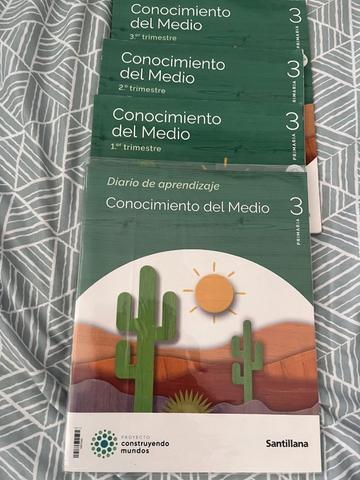 Conocimiento
del Medio
3.er trimestre
3
PRIMARIA
Conocimiento
del Medio
2.º trimestre
3
PRIMARIA
Conocimiento
del Medio
1.er trimestre
3
PRIMARIA
Diario de aprendizaje
Conocimiento del Medio
3
PRIMARIA
PROYECTO
construyendo
mundos
Santillana